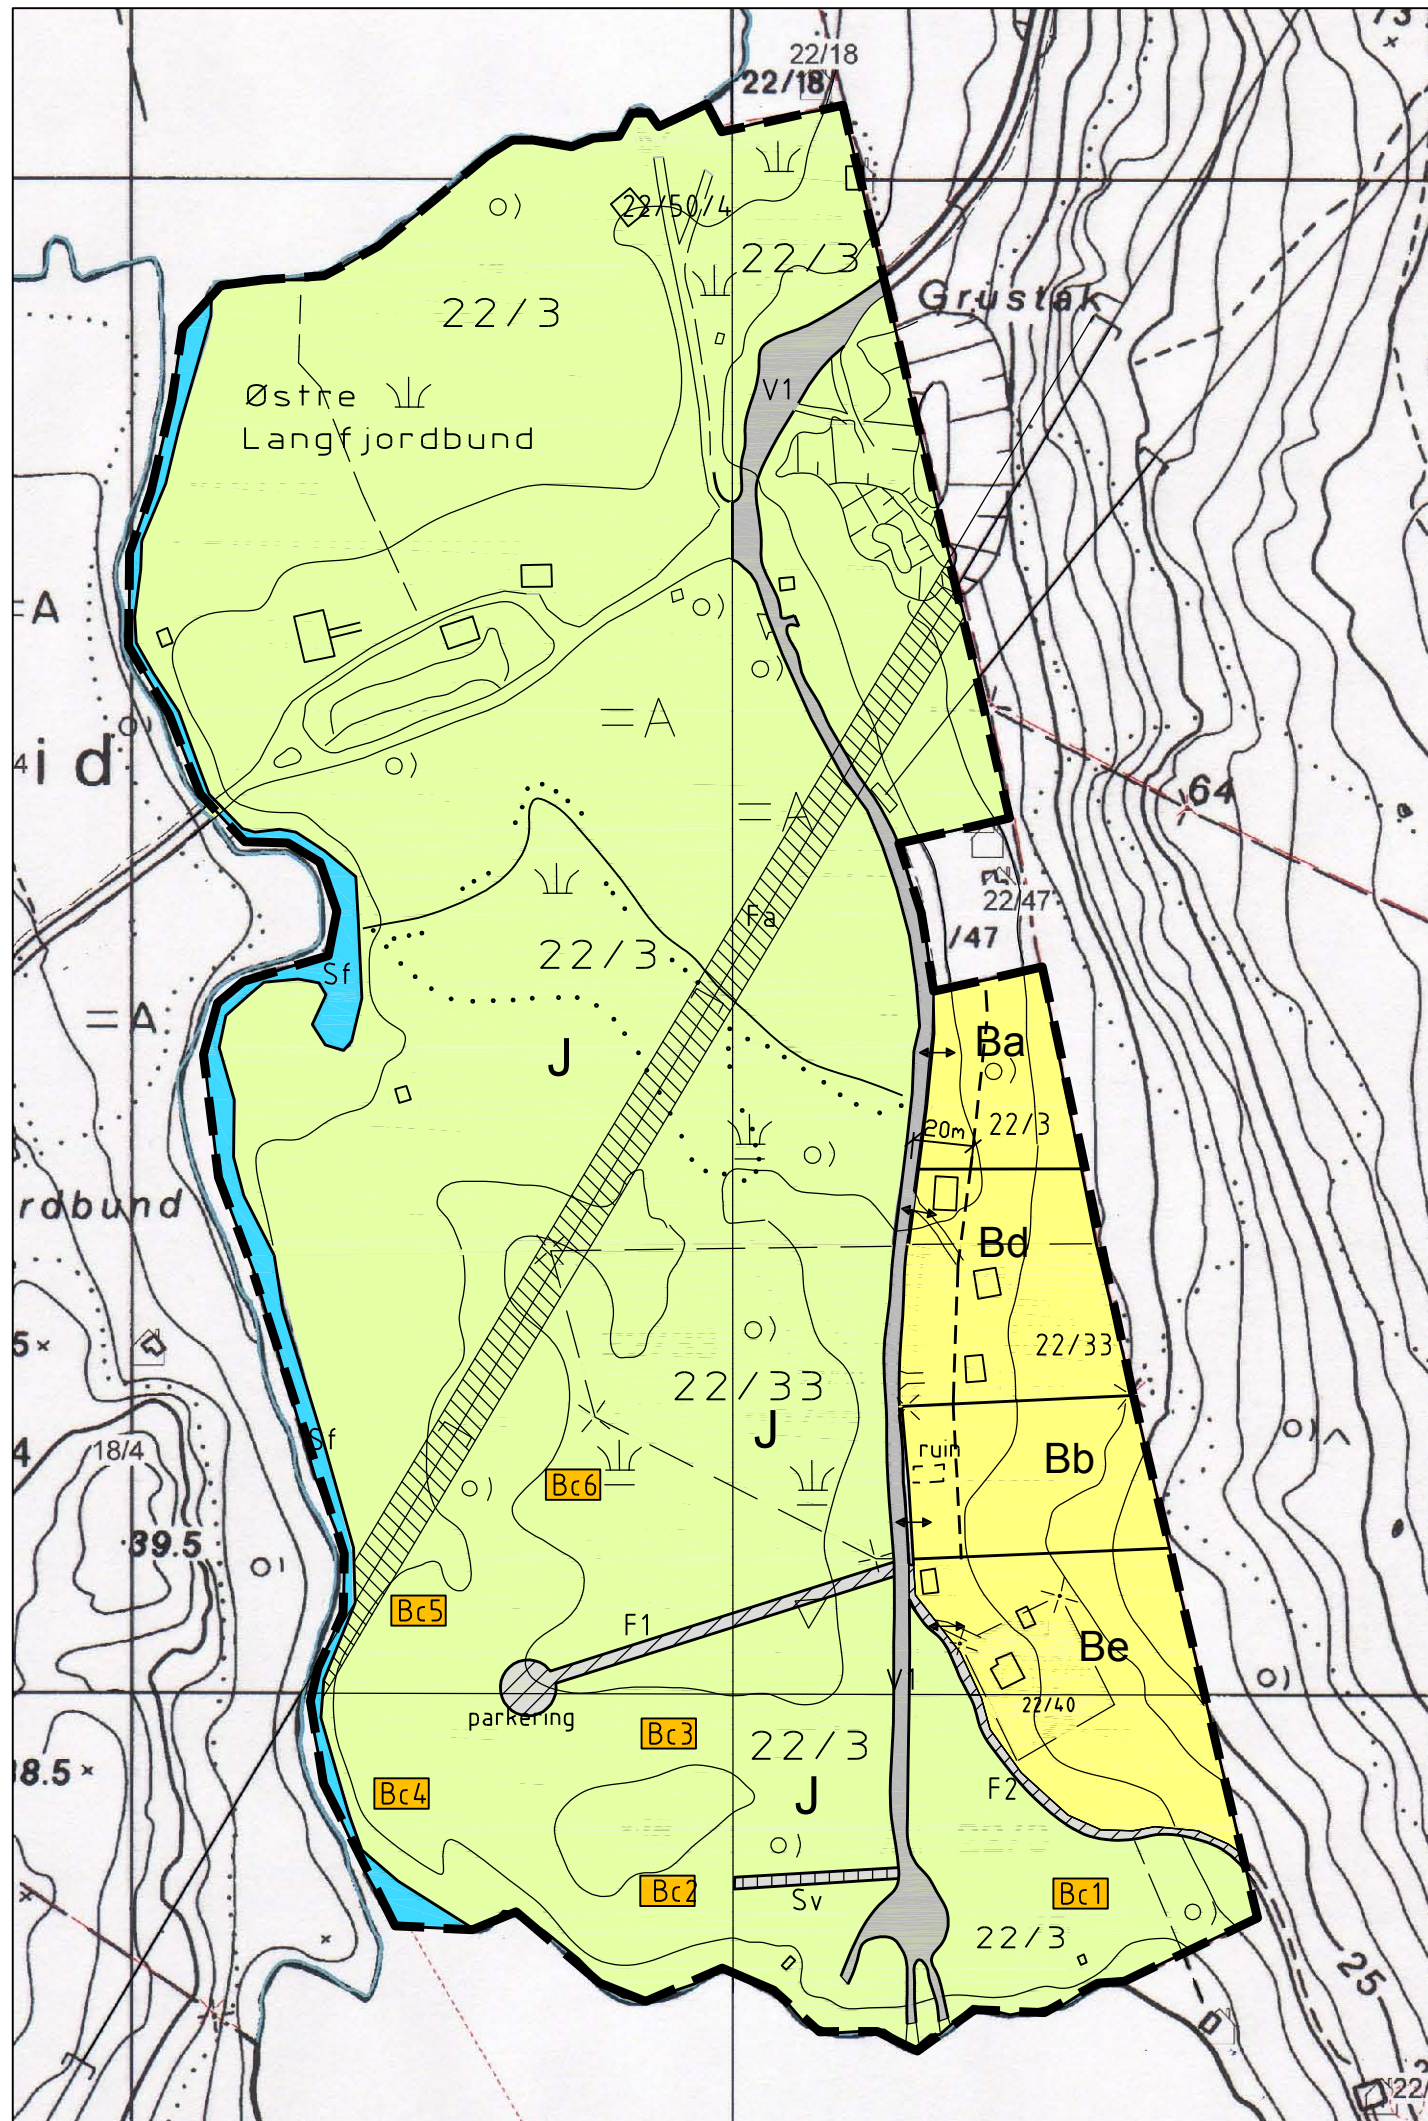 22/18
22/18
22/50/4
22/3
22/3
Grustak
Østre
Langfjordbund
V1
=A
=A
id
=A
64
Fa
22/47
/47
22/3
Sf
=A
J
Ba
20m
22/3
rdbund
Bd
22/33
22/33
J
Sf
18/4
ruin
Bb
Bc6
39.5
Bc5
F1
Be
V1
22/40
parkering
Bc3
22/3
8.5
Bc4
J
F2
Bc2
Sv
Bc1
22/3
25
22/